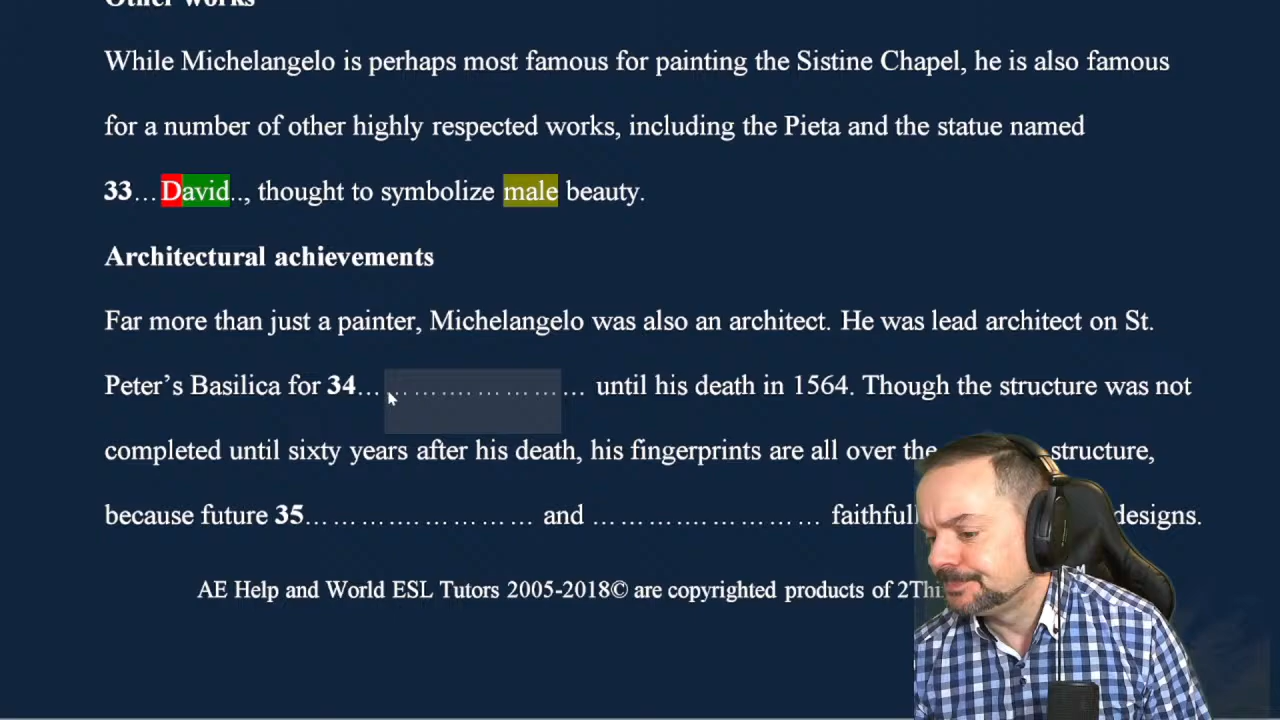 Other works
While Michelangelo is perhaps most famous for painting the Sistine Chapel, he is also famous
for a number of other highly respected works, including the Pieta and the statue named
33…David.., thought to symbolize male beauty.
Architectural achievements
Far more than just a painter, Michelangelo was also an architect. He was lead architect on St.
Peter’s Basilica for 34… … … …. … … … … until his death in 1564. Though the structure was not
completed until sixty years after his death, his fingerprints are all over the structure,
because future 35… … …. … … … … and … … …. … … … … designs.
AE Help and World ESL Tutors 2005-2018© are copyrighted products of